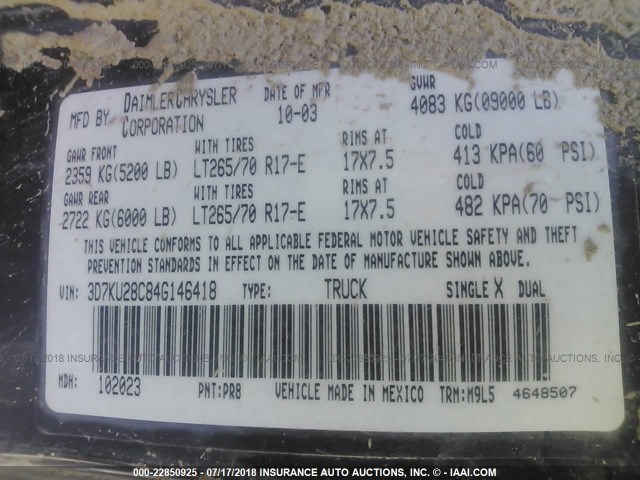 MFD BY DAIMLERCHRYSLER CORPORATION DATE OF MFR 10-03 GVWR 4083 KG(09000 LB)
GAWR FRONT WITH TIRES RIMS AT COLD
2359 KG(5200 LB) LT265/70 R17-E 17X7.5 413 KPA(60 PSI)
GAWR REAR WITH TIRES RIMS AT COLD
2722 KG(6000 LB) LT265/70 R17-E 17X7.5 482 KPA(70 PSI)
THIS VEHICLE CONFORMS TO ALL APPLICABLE FEDERAL MOTOR VEHICLE SAFETY AND THEFT
PREVENTION STANDARDS IN EFFECT ON THE DATE OF MANUFACTURE SHOWN ABOVE.
VIN: 3D7KU28C84G146418 TYPE: TRUCK SINGLE X DUAL
MDH: 102023 PNT:PR8 VEHICLE MADE IN MEXICO TRM:M9L5 4648507
000-22850925 - 07/17/2018 INSURANCE AUTO AUCTIONS, INC. - © - IAAI.COM